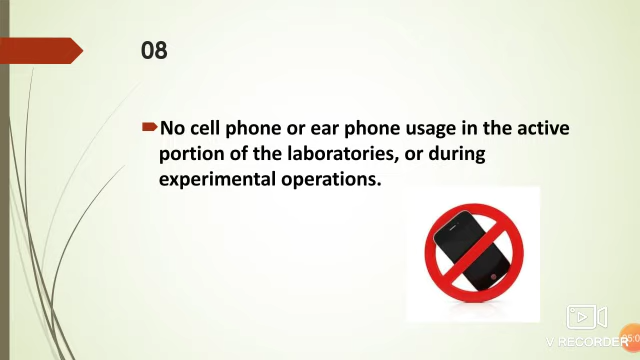 08
No cell phone or ear phone usage in the active
portion of the laboratories, or during
experimental operations.
V.RECORDER